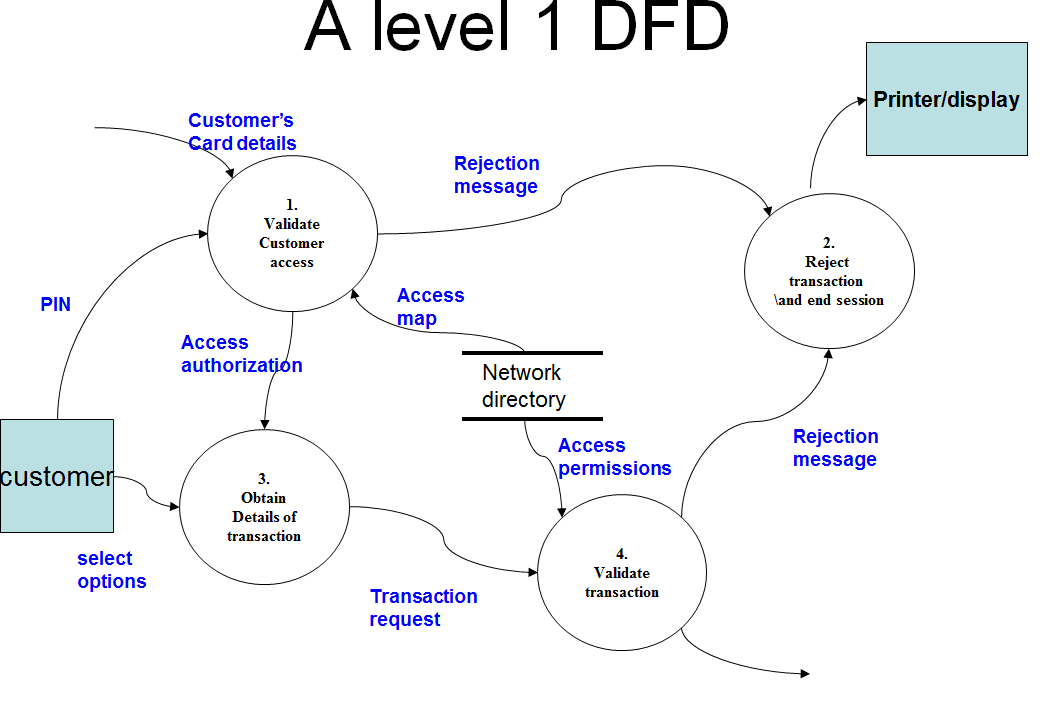 A level 1 DFD
Printer/display
Customer’s
Card details
Rejection
message
1.
Validate
Customer
access
2.
Reject
transaction
\and end session
PIN
Access
map
Access
authorization
Network
directory
customer
Access
permissions
Rejection
message
3.
Obtain
Details of
transaction
select
options
4.
Validate
transaction
Transaction
request